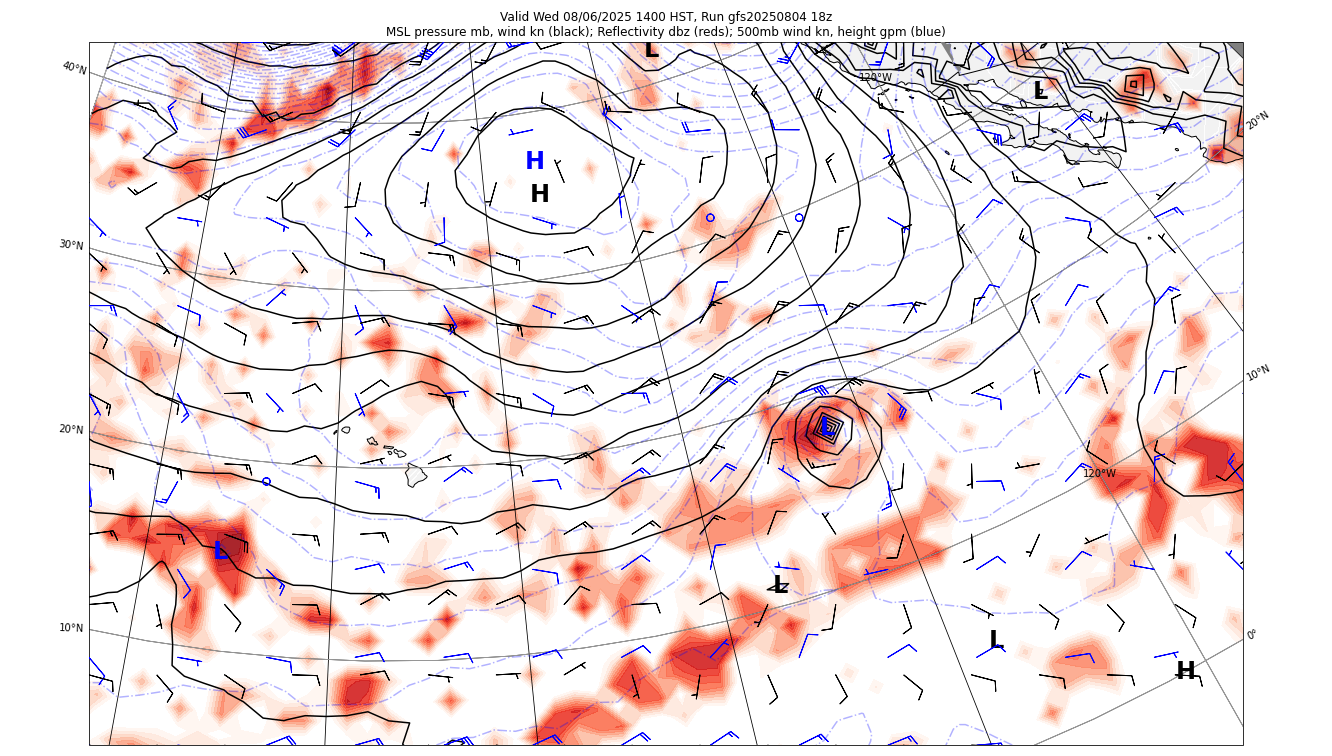 Valid Wed 08/06/2025 1400 HST, Run gfs20250804 18z
MSL pressure mb, wind kn (black); Reflectivity dbz (reds); 500mb wind kn, height gpm (blue)
L
40°N
120°W
L
20°N
H
H
30°N
10°N
L
20°N
120°W
L
L
10°N
L
0°
H